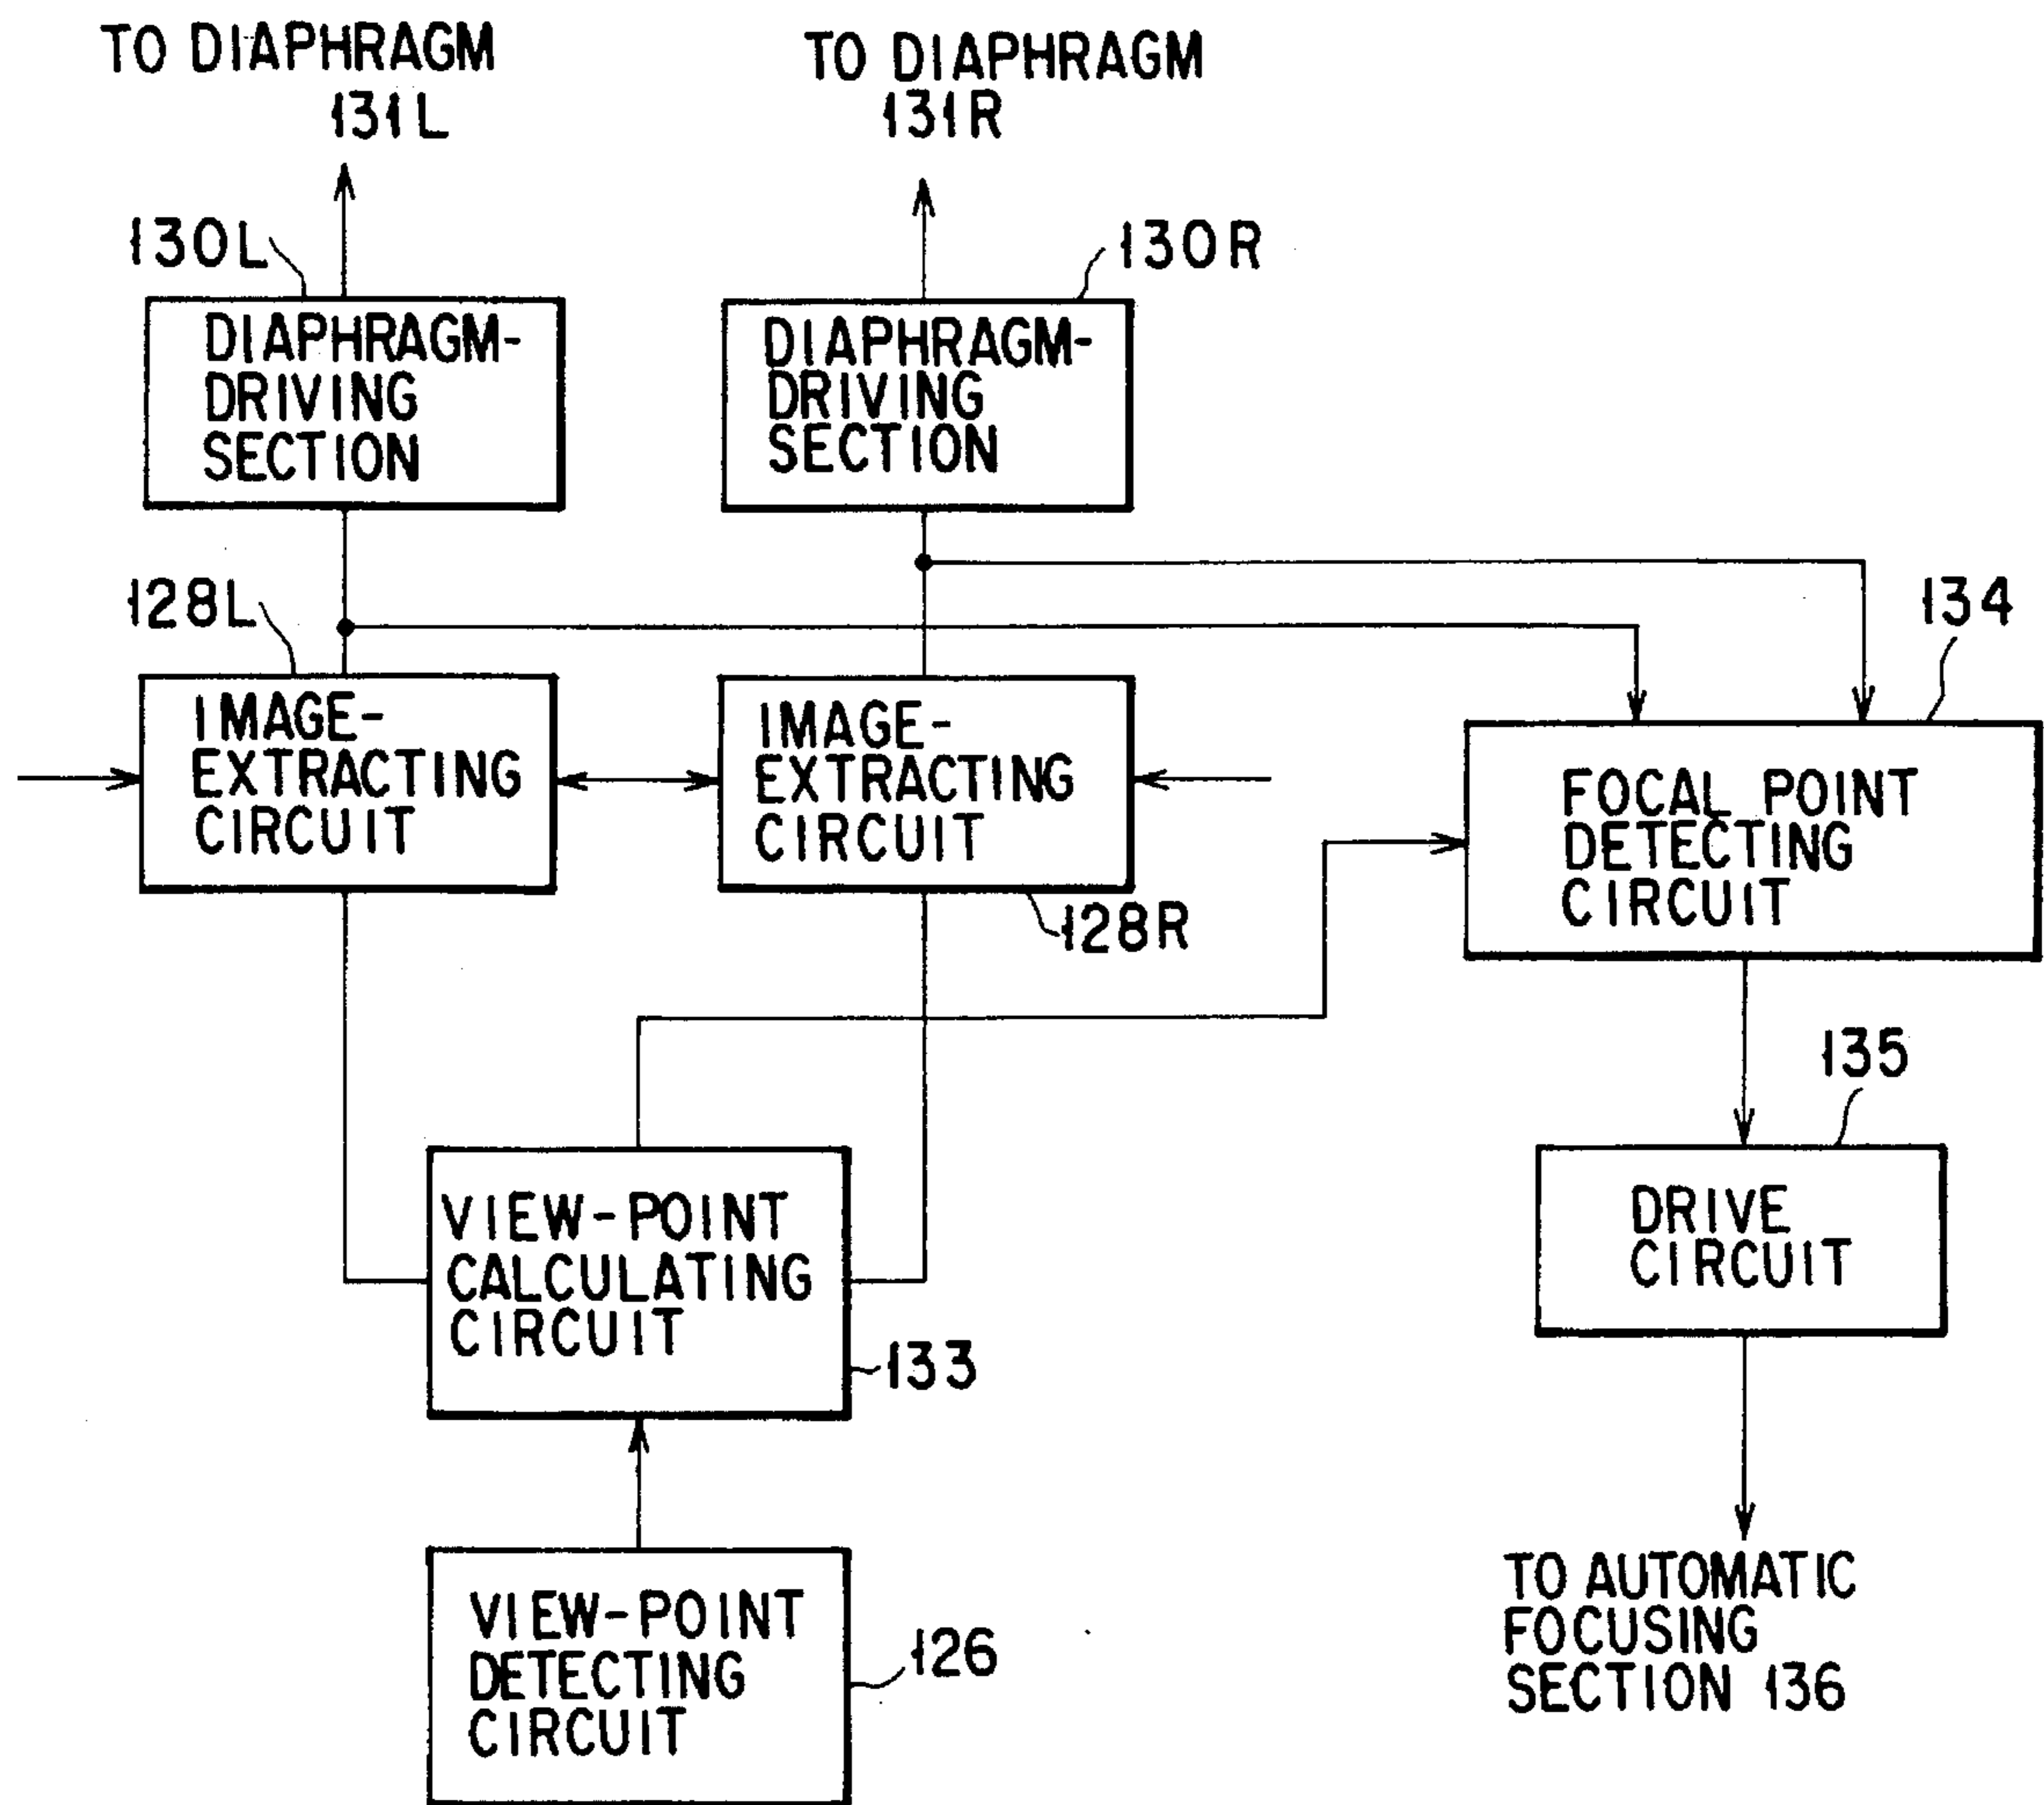 TO DIAPHRAGM
131L
TO DIAPHRAGM
131R
130L
130R
DIAPHRAGM-
DRIVING
SECTION
DIAPHRAGM-
DRIVING
SECTION
128L
134
IMAGE-
EXTRACTING
CIRCUIT
IMAGE-
EXTRACTING
CIRCUIT
FOCAL POINT
DETECTING
CIRCUIT
128R
135
VIEW-POINT
CALCULATING
CIRCUIT
DRIVE
CIRCUIT
133
VIEW-POINT
DETECTING
CIRCUIT
126
TO AUTOMATIC
FOCUSING
SECTION 136